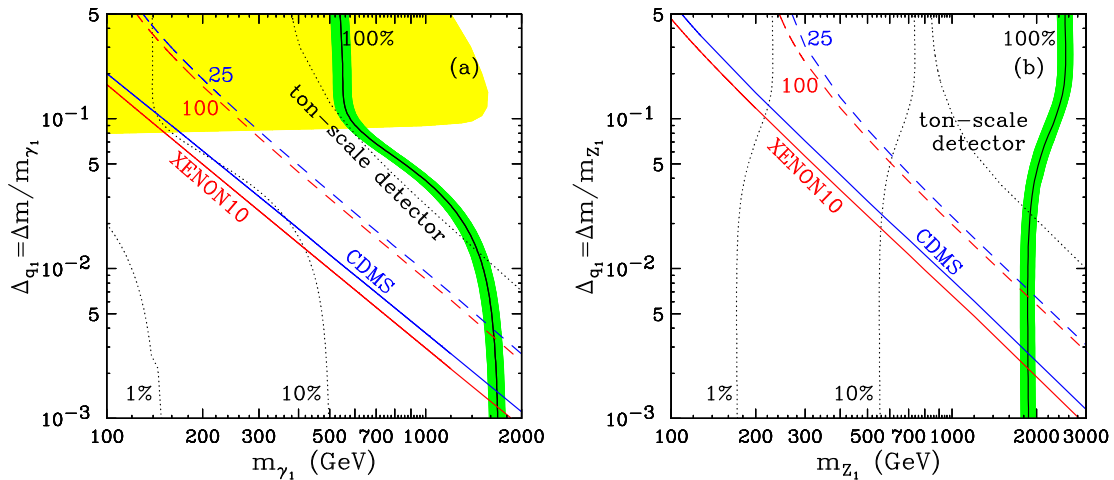 Δq₁=Δm/mγ₁
5
10⁻¹
5
10⁻²
5
10⁻³
100 200 300 500 700 1000 2000
mγ₁ (GeV)
100%
(a)
25
100
ton-scale detector
XENON10
CDMS
1%
10%
Δq₁=Δm/mZ₁
5
10⁻¹
5
10⁻²
5
10⁻³
100 200 300 500 700 1000 2000 3000
mZ₁ (GeV)
25
100%
100
(b)
ton-scale
detector
XENON10
CDMS
1%
10%